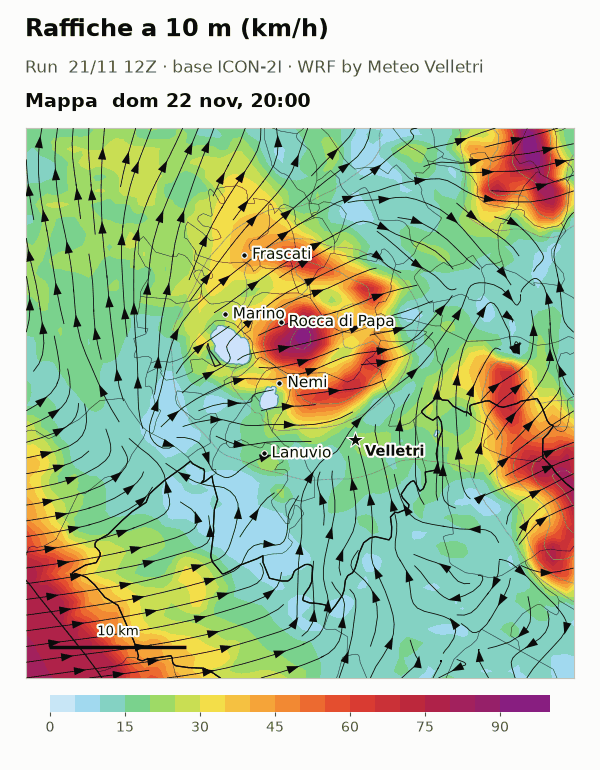 Raffiche a 10 m (km/h)
Run 21/11 12Z · base ICON-2I · WRF by Meteo Velletri
Mappa dom 22 nov, 20:00
Frascati
Marino
Rocca di Papa
Nemi
Velletri
Lanuvio
10 km
0 15 30 45 60 75 90